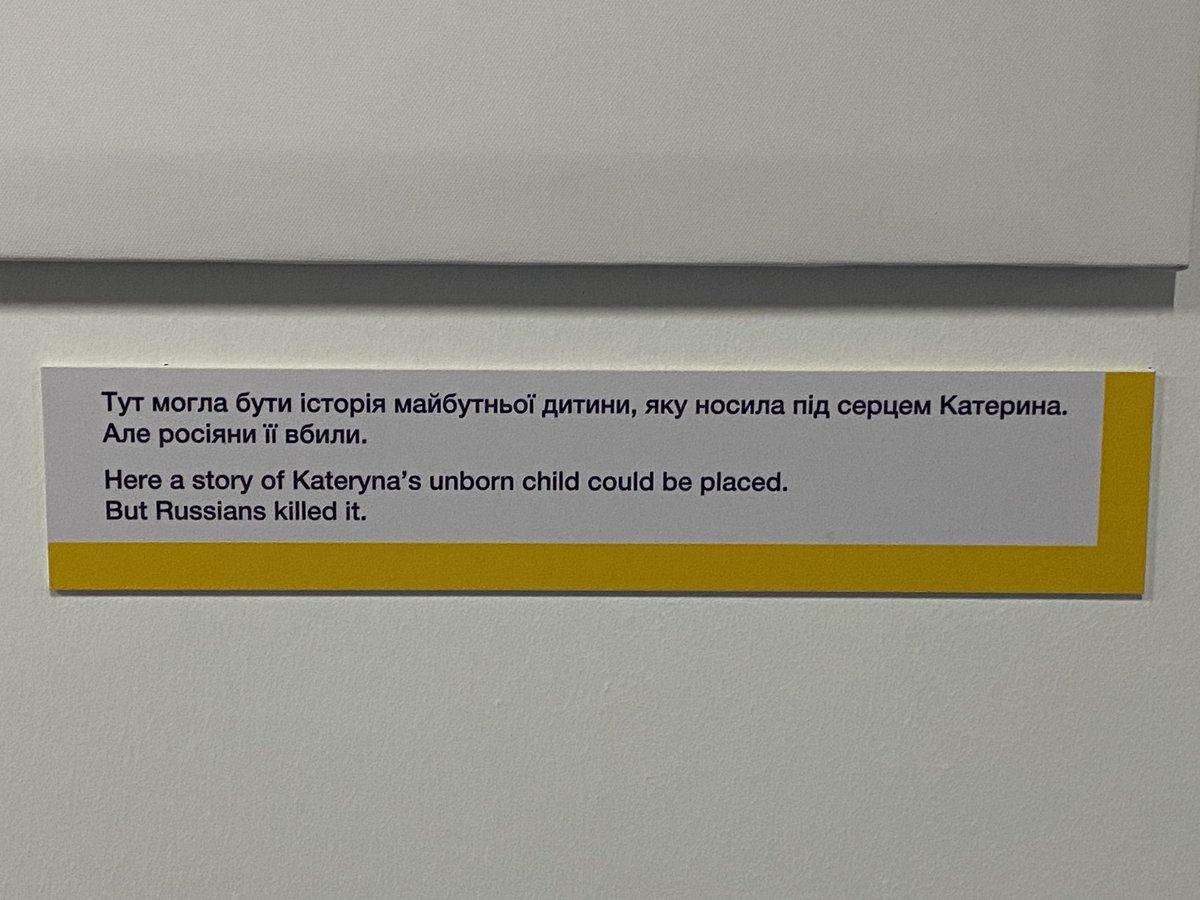 Тут могла бути історія майбутньої дитини, яку носила під серцем Катерина.
Але росіяни її вбили.
Here a story of Kateryna’s unborn child could be placed.
But Russians killed it.